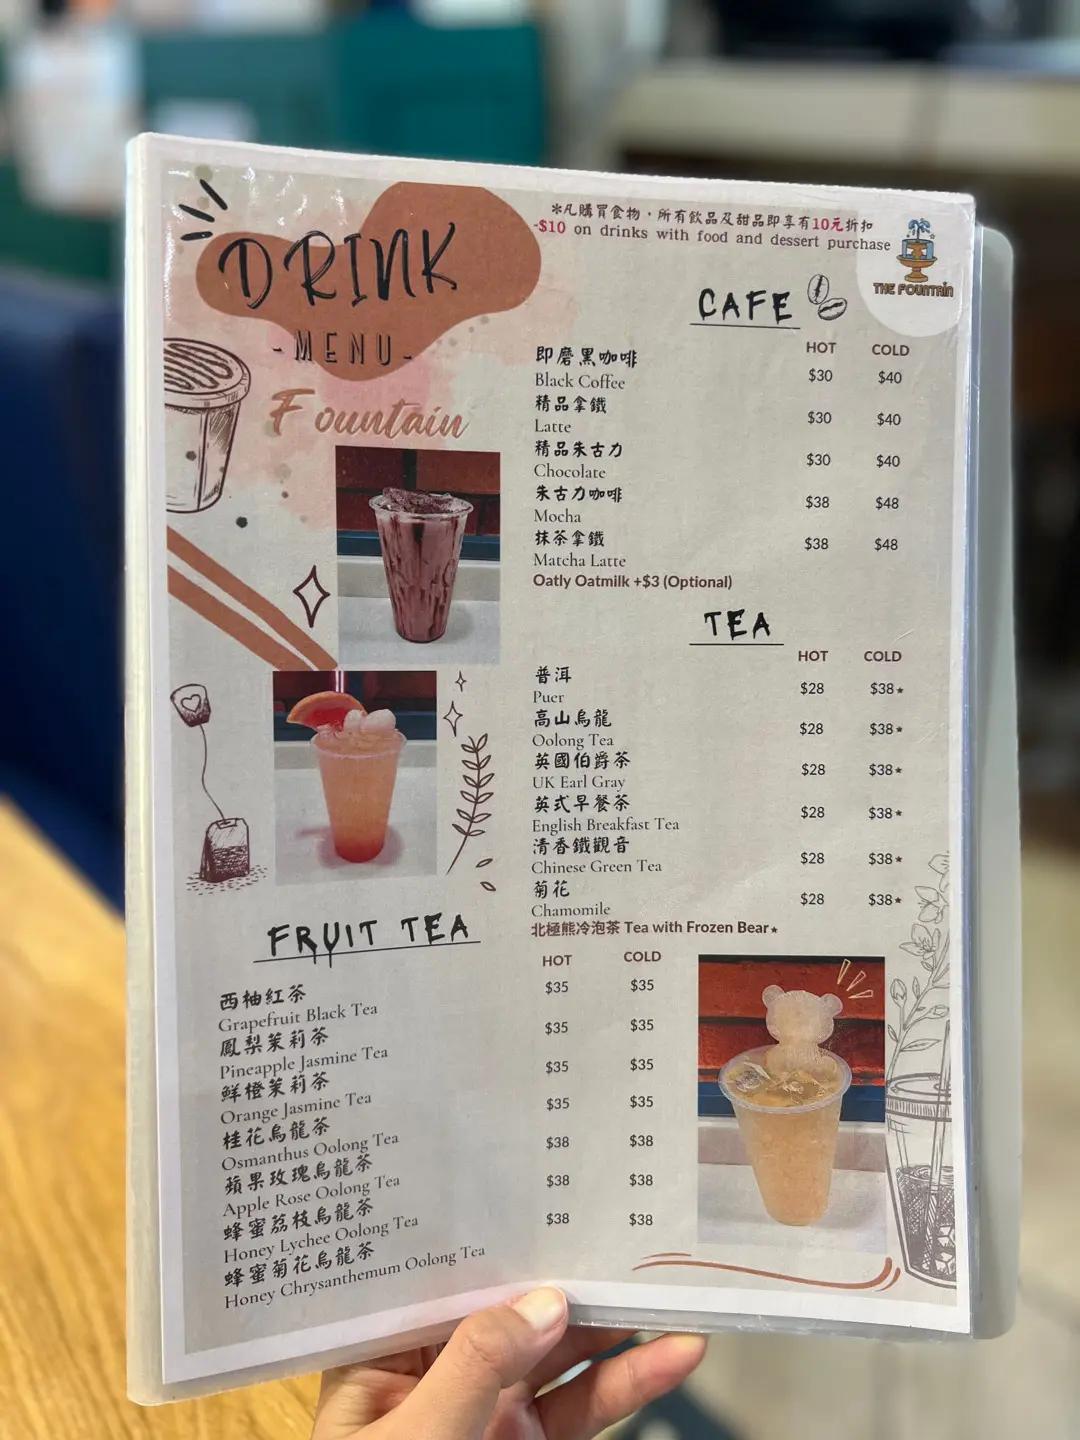 DRINK
-MENU-
Fountain
*凡購買食物，所有飲品及甜品即享有10元折扣
-$10 on drinks with food and dessert purchase
THE FOUNTAIN
CAFE
HOT COLD
即磨黑咖啡
Black Coffee $30 $40
精品拿鐵
Latte $30 $40
精品朱古力
Chocolate $30 $40
朱古力咖啡
Mocha $38 $48
抹茶拿鐵
Matcha Latte $38 $48
Oatly Oatmilk +$3 (Optional)
TEA
HOT COLD
普洱
Puer $28 $38★
高山烏龍
Oolong Tea $28 $38★
英國伯爵茶
UK Earl Gray $28 $38★
英式早餐茶
English Breakfast Tea $28 $38★
清香鐵觀音
Chinese Green Tea $28 $38★
菊花
Chamomile $28 $38★
北極熊冷泡茶 Tea with Frozen Bear★
FRUIT TEA
HOT COLD
西柚紅茶
Grapefruit Black Tea $35 $35
鳳梨茉莉茶
Pineapple Jasmine Tea $35 $35
鮮橙茉莉茶
Orange Jasmine Tea $35 $35
桂花烏龍茶
Osmanthus Oolong Tea $35 $35
蘋果玫瑰烏龍茶
Apple Rose Oolong Tea $38 $38
蜂蜜荔枝烏龍茶
Honey Lychee Oolong Tea $38 $38
蜂蜜菊花烏龍茶
Honey Chrysanthemum Oolong Tea $38 $38